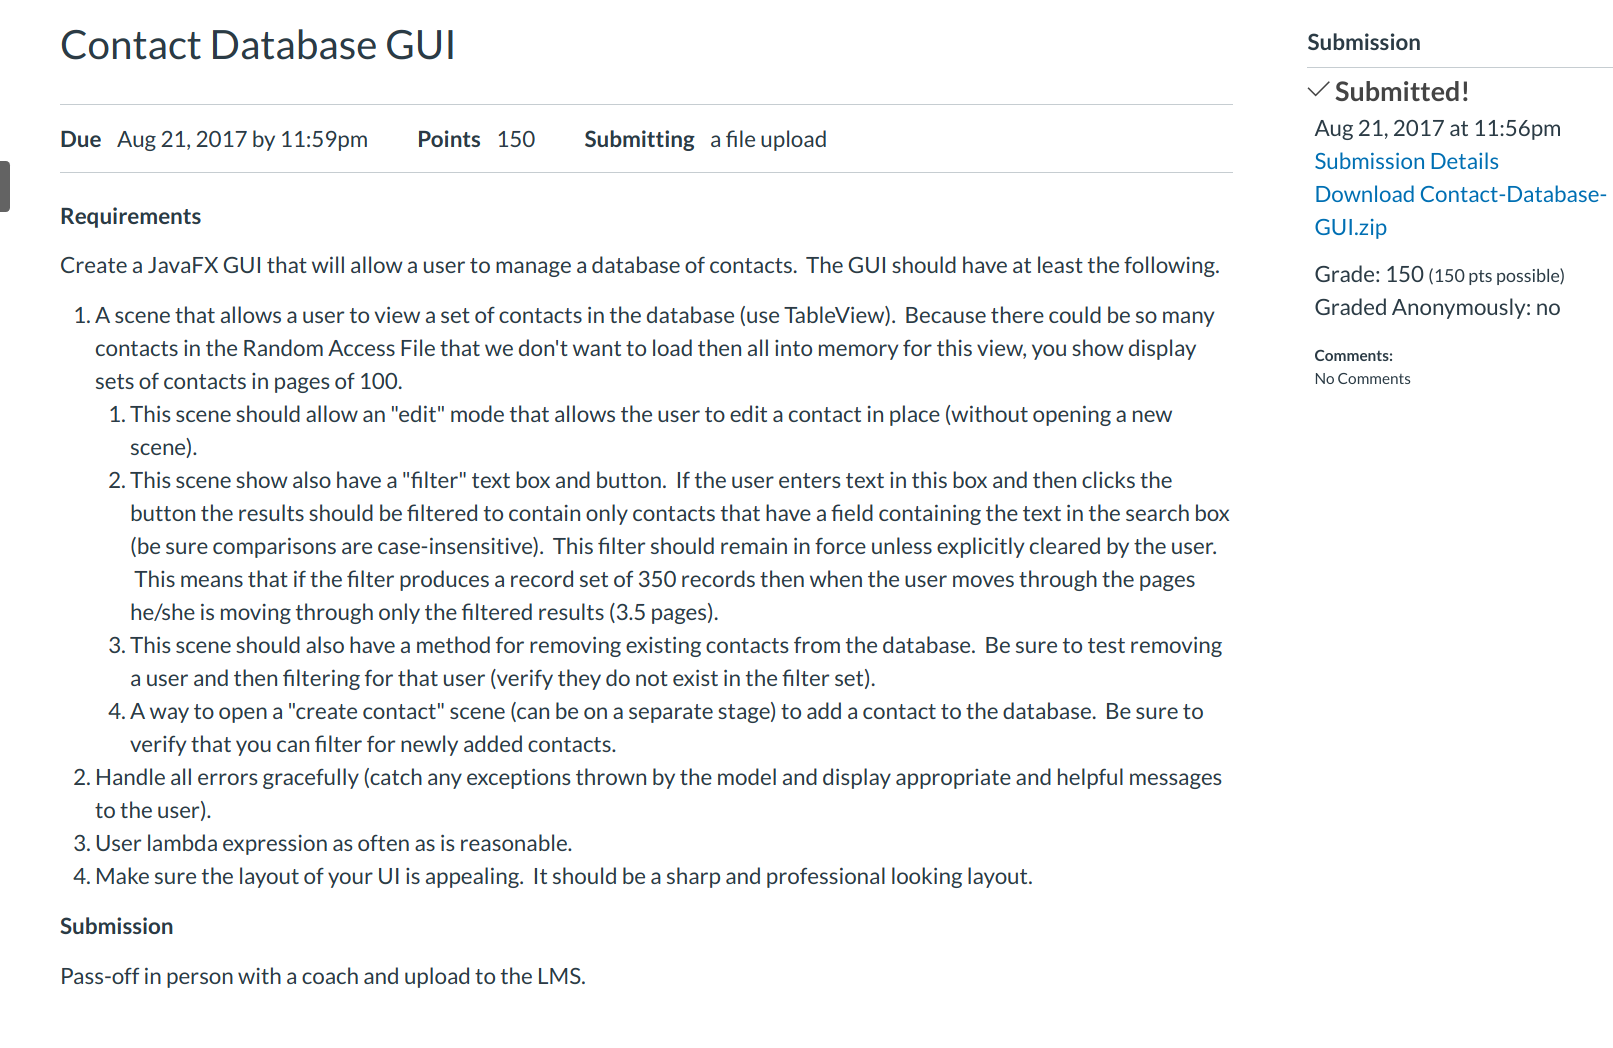 Contact Database GUI
Due Aug 21, 2017 by 11:59pm Points 150 Submitting a file upload
Requirements
Create a JavaFX GUI that will allow a user to manage a database of contacts. The GUI should have at least the following.
1. A scene that allows a user to view a set of contacts in the database (use TableView). Because there could be so many
contacts in the Random Access File that we don't want to load then all into memory for this view, you show display
sets of contacts in pages of 100.
1. This scene should allow an "edit" mode that allows the user to edit a contact in place (without opening a new
scene).
2. This scene show also have a "filter" text box and button. If the user enters text in this box and then clicks the
button the results should be filtered to contain only contacts that have a field containing the text in the search box
(be sure comparisons are case-insensitive). This filter should remain in force unless explicitly cleared by the user.
This means that if the filter produces a record set of 350 records then when the user moves through the pages
he/she is moving through only the filtered results (3.5 pages).
3. This scene should also have a method for removing existing contacts from the database. Be sure to test removing
a user and then filtering for that user (verify they do not exist in the filter set).
4. A way to open a "create contact" scene (can be on a separate stage) to add a contact to the database. Be sure to
verify that you can filter for newly added contacts.
2. Handle all errors gracefully (catch any exceptions thrown by the model and display appropriate and helpful messages
to the user).
3. User lambda expression as often as is reasonable.
4. Make sure the layout of your UI is appealing. It should be a sharp and professional looking layout.
Submission
Pass-off in person with a coach and upload to the LMS.
Submission
Submitted!
Aug 21, 2017 at 11:56pm
Submission Details
Download Contact-Database-
GUI.zip
Grade: 150 (150 pts possible)
Graded Anonymously: no
Comments:
No Comments